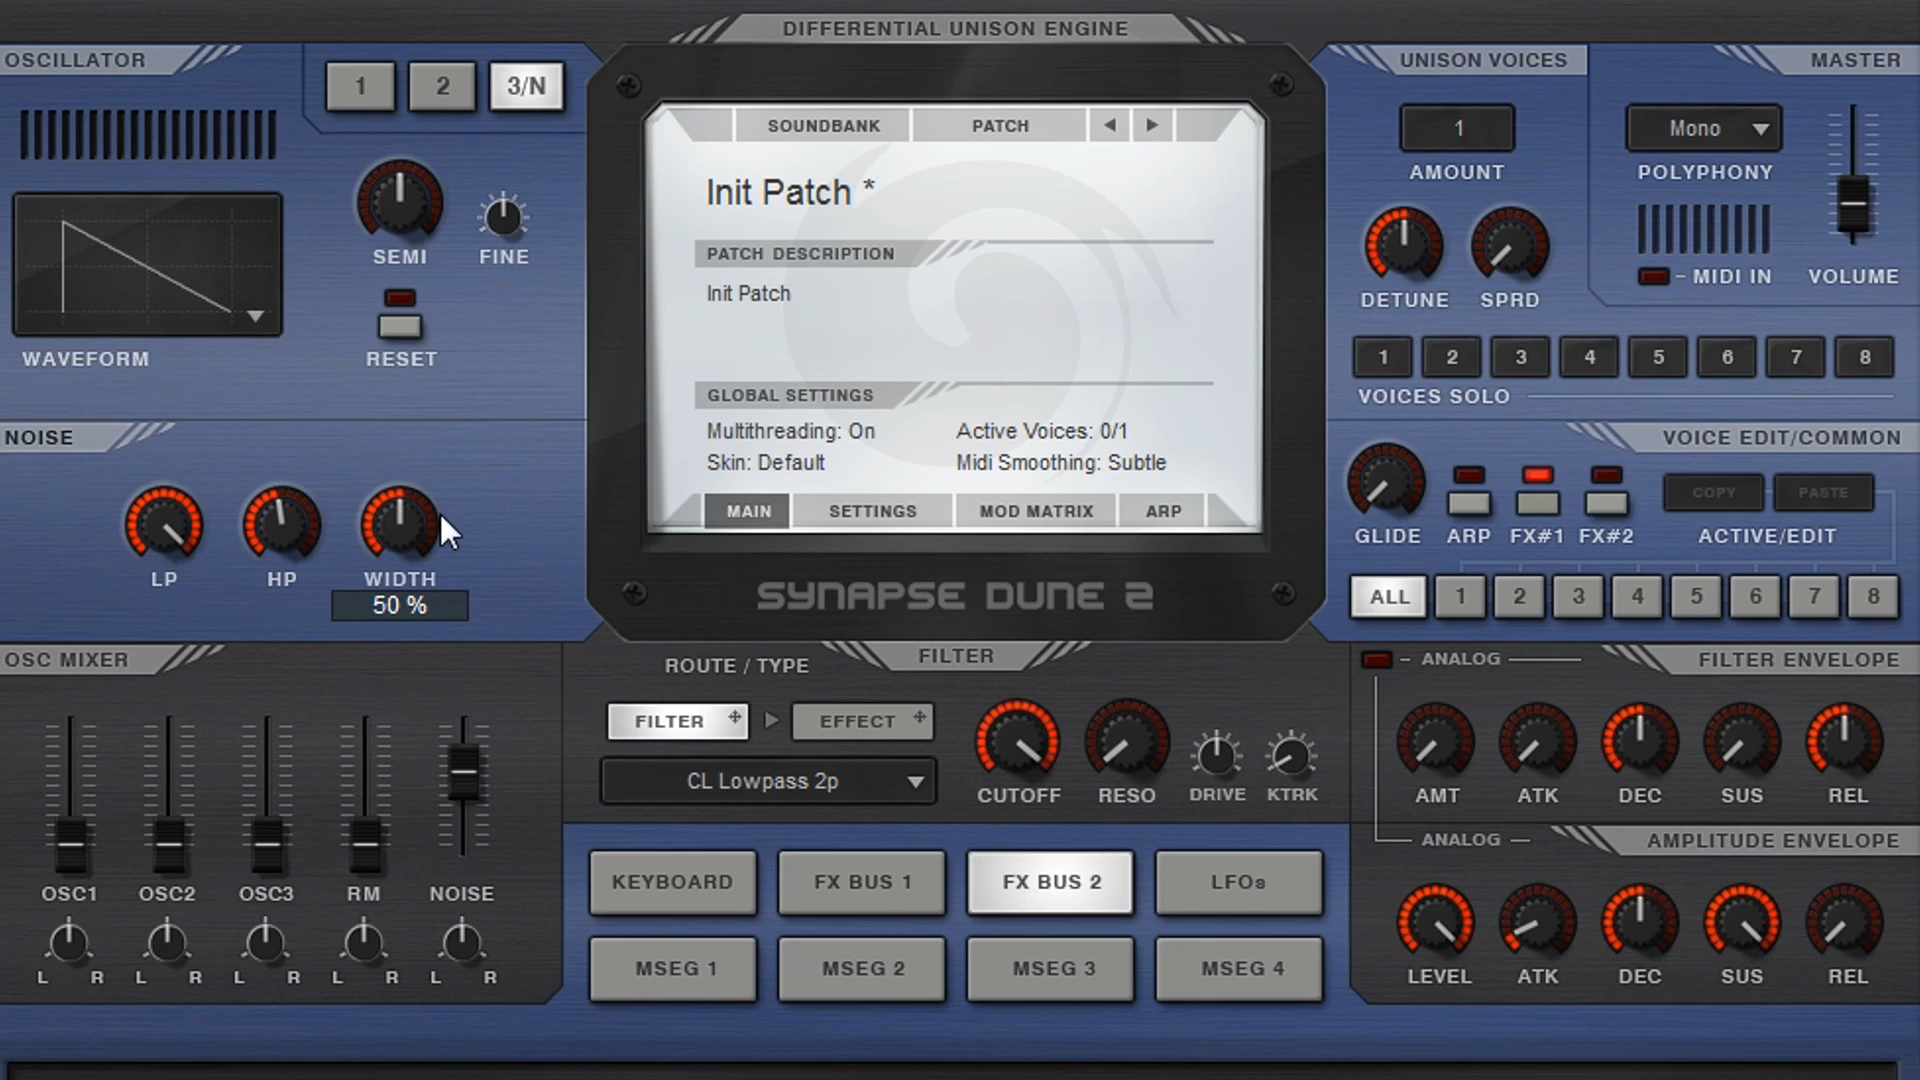 DIFFERENTIAL UNISON ENGINE
OSCILLATOR
1
2
3/N
SEMI
FINE
WAVEFORM
RESET
NOISE
LP
HP
WIDTH
50 %
SOUNDBANK
PATCH
Init Patch *
PATCH DESCRIPTION
Init Patch
GLOBAL SETTINGS
Multithreading: On
Active Voices: 0/1
Skin: Default
Midi Smoothing: Subtle
MAIN
SETTINGS
MOD MATRIX
ARP
SYNAPSE DUNE 2
UNISON VOICES
MASTER
1
Mono
AMOUNT
POLYPHONY
DETUNE
SPRD
MIDI IN
VOLUME
1 2 3 4 5 6 7 8
VOICES SOLO
VOICE EDIT/COMMON
COPY
PASTE
GLIDE
ARP
FX#1
FX#2
ACTIVE/EDIT
ALL 1 2 3 4 5 6 7 8
OSC MIXER
OSC1
OSC2
OSC3
RM
NOISE
L R L R L R L R L R
ROUTE / TYPE
FILTER
FILTER
EFFECT
CL Lowpass 2p
CUTOFF
RESO
DRIVE
KTRK
KEYBOARD
FX BUS 1
FX BUS 2
LFOs
MSEG 1
MSEG 2
MSEG 3
MSEG 4
ANALOG
FILTER ENVELOPE
AMT
ATK
DEC
SUS
REL
ANALOG
AMPLITUDE ENVELOPE
LEVEL
ATK
DEC
SUS
REL